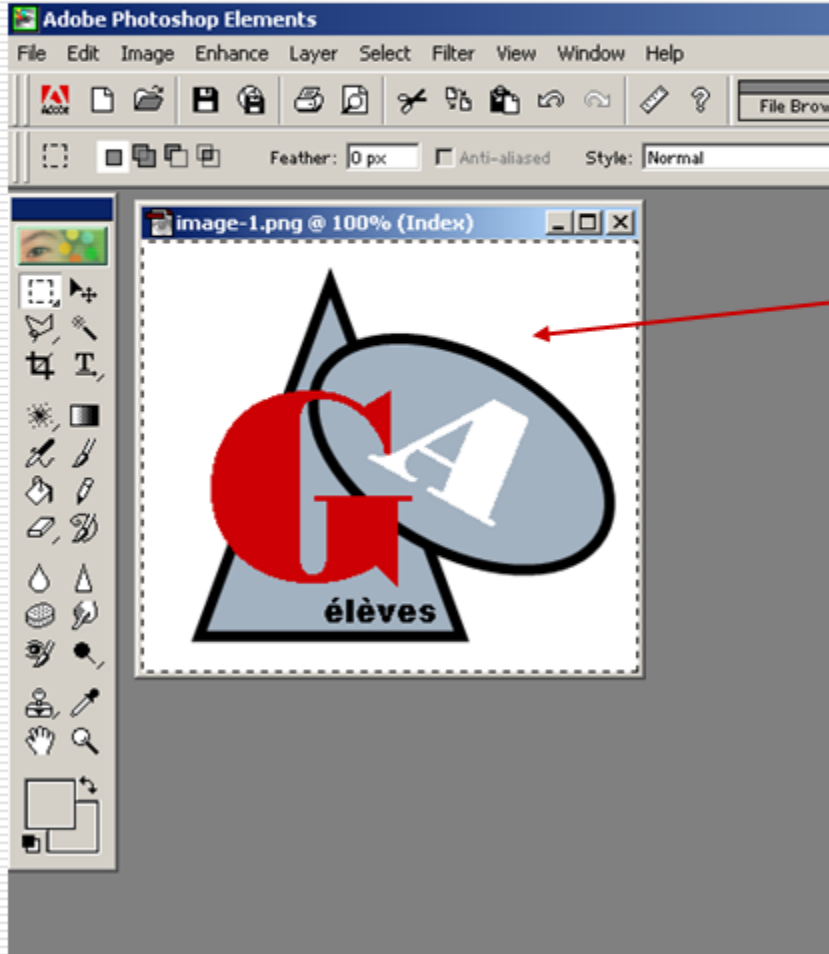 Adobe Photoshop Elements
File Edit Image Enhance Layer Select Filter View Window Help
Adobe File Brow
Feather: 0 px Anti-aliased Style: Normal
image-1.png @ 100% (Index)
G A
élèves